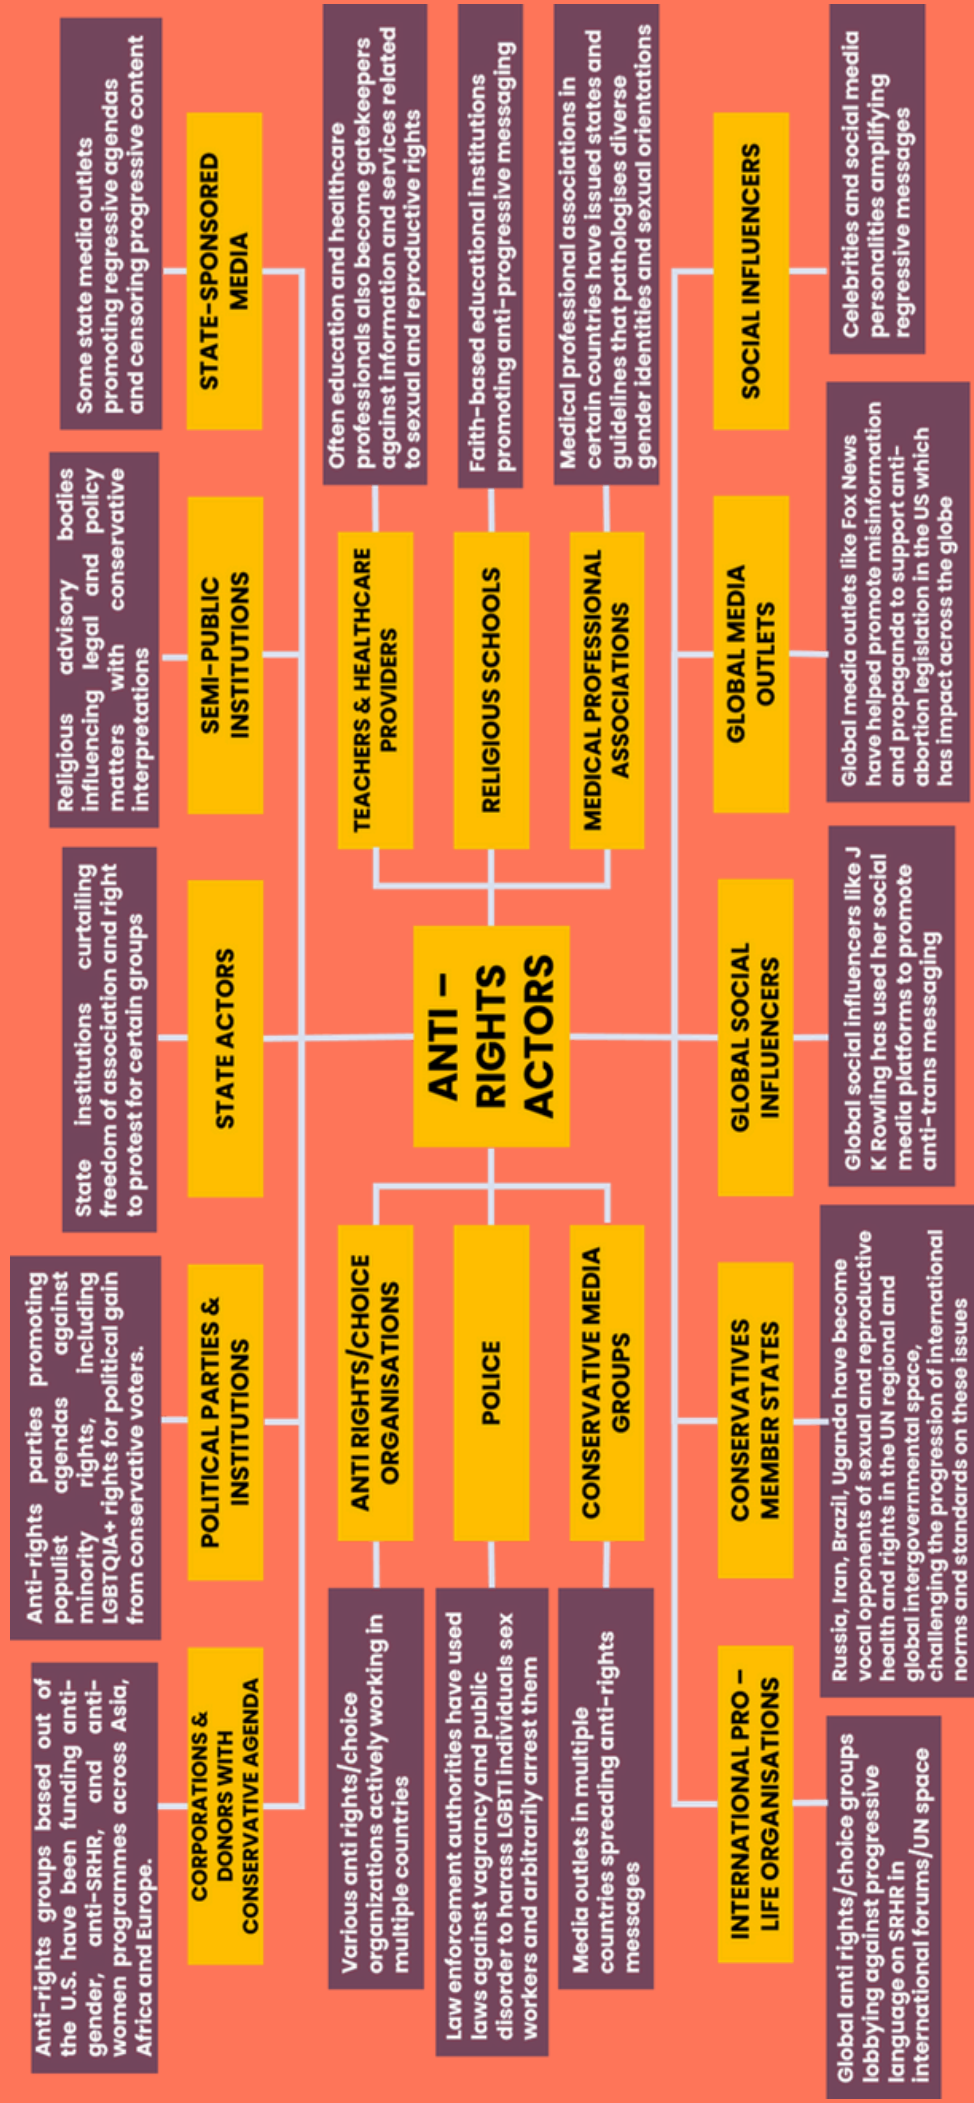 Anti-rights groups based out of
the U.S. have been funding anti-
gender, anti-SRHR, and anti-
women programmes across Asia,
Africa and Europe.
CORPORATIONS &
DONORS WITH
CONSERVATIVE AGENDA
Anti-rights parties promoting
populist agendas against
minority rights, including
LGBTQIA+ rights for political gain
from conservative voters.
POLITICAL PARTIES &
INSTITUTIONS
State institutions curtailing
freedom of association and right
to protest for certain groups
STATE ACTORS
Religious advisory bodies
influencing legal and policy
matters with conservative
interpretations
SEMI-PUBLIC
INSTITUTIONS
Some state media outlets
promoting regressive agendas
and censoring progressive content
STATE-SPONSORED
MEDIA
Various anti rights/choice
organizations actively working in
multiple countries
ANTI RIGHTS/CHOICE
ORGANISATIONS
Law enforcement authorities have used
laws against vagrancy and public
disorder to harass LGBTI individuals sex
workers and arbitrarily arrest them
POLICE
Media outlets in multiple
countries spreading anti-rights
messages
CONSERVATIVE MEDIA
GROUPS
ANTI –
RIGHTS
ACTORS
TEACHERS & HEALTHCARE
PROVIDERS
Often education and healthcare
professionals also become gatekeepers
against information and services related
to sexual and reproductive rights
RELIGIOUS SCHOOLS
Faith-based educational institutions
promoting anti-progressive messaging
MEDICAL PROFESSIONAL
ASSOCIATIONS
Medical professional associations in
certain countries have issued states and
guidelines that pathologises diverse
gender identities and sexual orientations
INTERNATIONAL PRO –
LIFE ORGANISATIONS
Global anti rights/choice groups
lobbying against progressive
language on SRHR in
international forums/UN space
CONSERVATIVES
MEMBER STATES
Russia, Iran, Brazil, Uganda have become
vocal opponents of sexual and reproductive
health and rights in the UN regional and
global intergovernmental space,
challenging the progression of international
norms and standards on these issues
GLOBAL SOCIAL
INFLUENCERS
Global social influencers like J
K Rowling has used her social
media platforms to promote
anti-trans messaging
GLOBAL MEDIA
OUTLETS
Global media outlets like Fox News
have helped promote misinformation
and propaganda to support anti-
abortion legislation in the US which
has impact across the globe
SOCIAL INFLUENCERS
Celebrities and social media
personalities amplifying
regressive messages